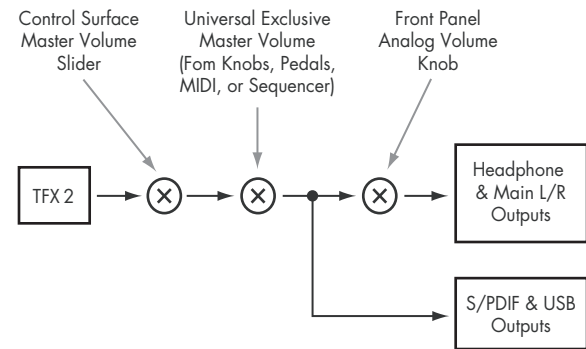 Control Surface
Master Volume
Slider
Universal Exclusive
Master Volume
(Fom Knobs, Pedals,
MIDI, or Sequencer)
Front Panel
Analog Volume
Knob
TFX 2
Headphone
& Main L/R
Outputs
S/PDIF & USB
Outputs